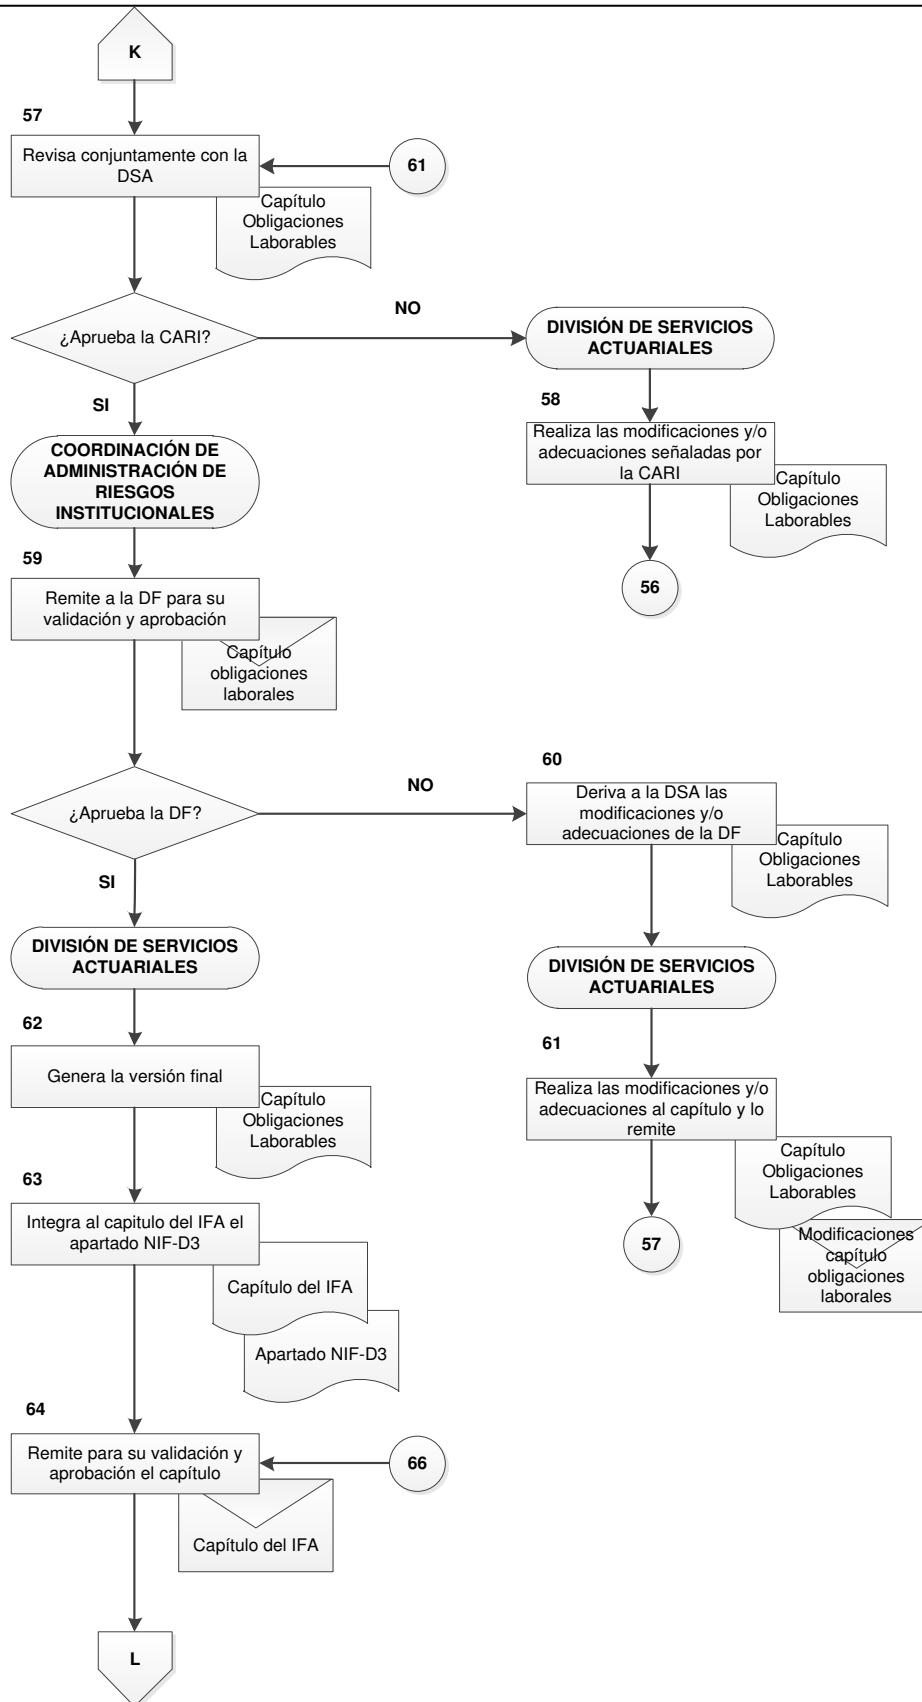 K
57
Revisa conjuntamente con la
DSA
61
Capítulo
Obligaciones
Laborables
¿Aprueba la CARI?
NO
DIVISIÓN DE SERVICIOS
ACTUARIALES
SI
58
Realiza las modificaciones y/o
adecuaciones señaladas por
la CARI
Capítulo
Obligaciones
Laborables
56
COORDINACIÓN DE
ADMINISTRACIÓN DE
RIESGOS
INSTITUCIONALES
59
Remite a la DF para su
validación y aprobación
Capítulo
obligaciones
laborales
¿Aprueba la DF?
NO
60
Deriva a la DSA las
modificaciones y/o
adecuaciones de la DF
Capítulo
Obligaciones
Laborables
SI
DIVISIÓN DE SERVICIOS
ACTUARIALES
DIVISIÓN DE SERVICIOS
ACTUARIALES
62
Genera la versión final
Capítulo
Obligaciones
Laborables
61
Realiza las modificaciones y/o
adecuaciones al capítulo y lo
remite
Capítulo
Obligaciones
Laborables
Modificaciones
capítulo
obligaciones
laborales
57
63
Integra al capitulo del IFA el
apartado NIF-D3
Capítulo del IFA
Apartado NIF-D3
64
Remite para su validación y
aprobación el capítulo
66
Capítulo del IFA
L